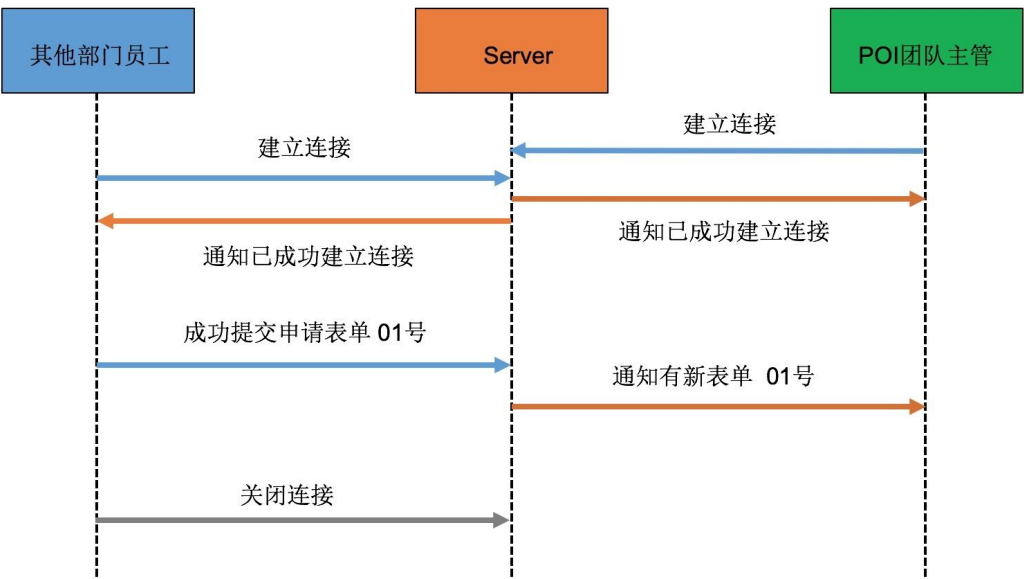 其他部门员工
Server
POI团队主管
建立连接
建立连接
通知已成功建立连接
通知已成功建立连接
成功提交申请表单 01号
通知有新表单 01号
关闭连接